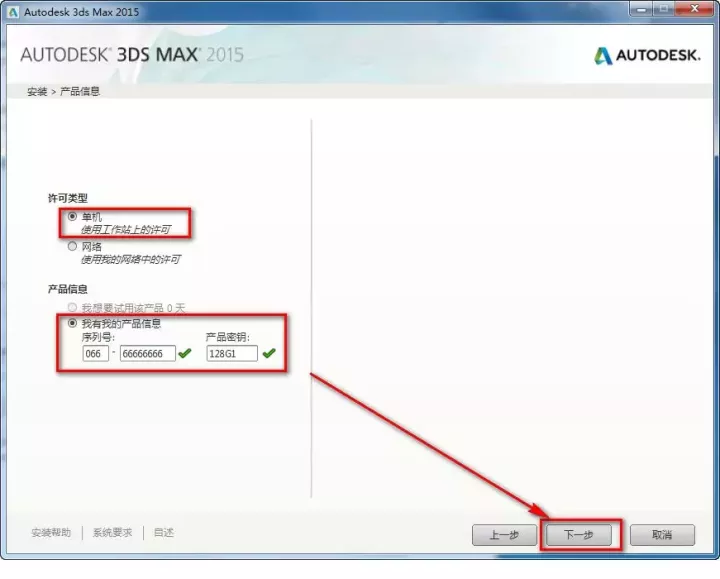 Autodesk 3ds Max 2015
AUTODESK® 3DS MAX® 2015
AUTODESK.
安装 > 产品信息
许可类型
单机
使用工作站上的许可
网络
使用我的网络中的许可
产品信息
我想要试用该产品 0 天
我有我的产品信息
序列号: 产品密钥:
066 - 66666666 128G1
安装帮助 系统要求 自述 上一步 下一步 取消